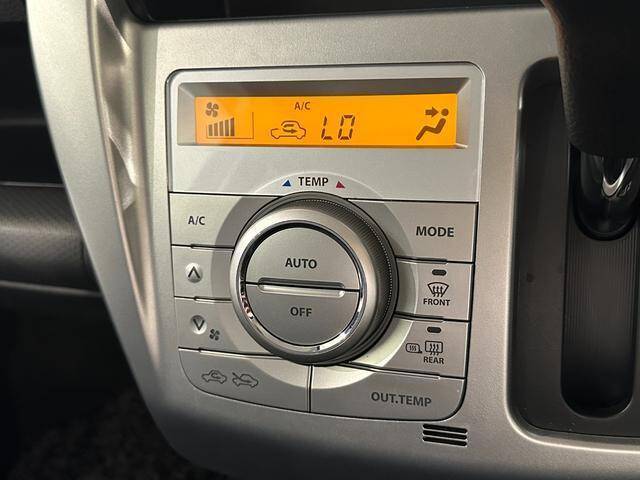 A/C
LO
TEMP
A/C
MODE
AUTO
OFF
FRONT
REAR
OUT.TEMP